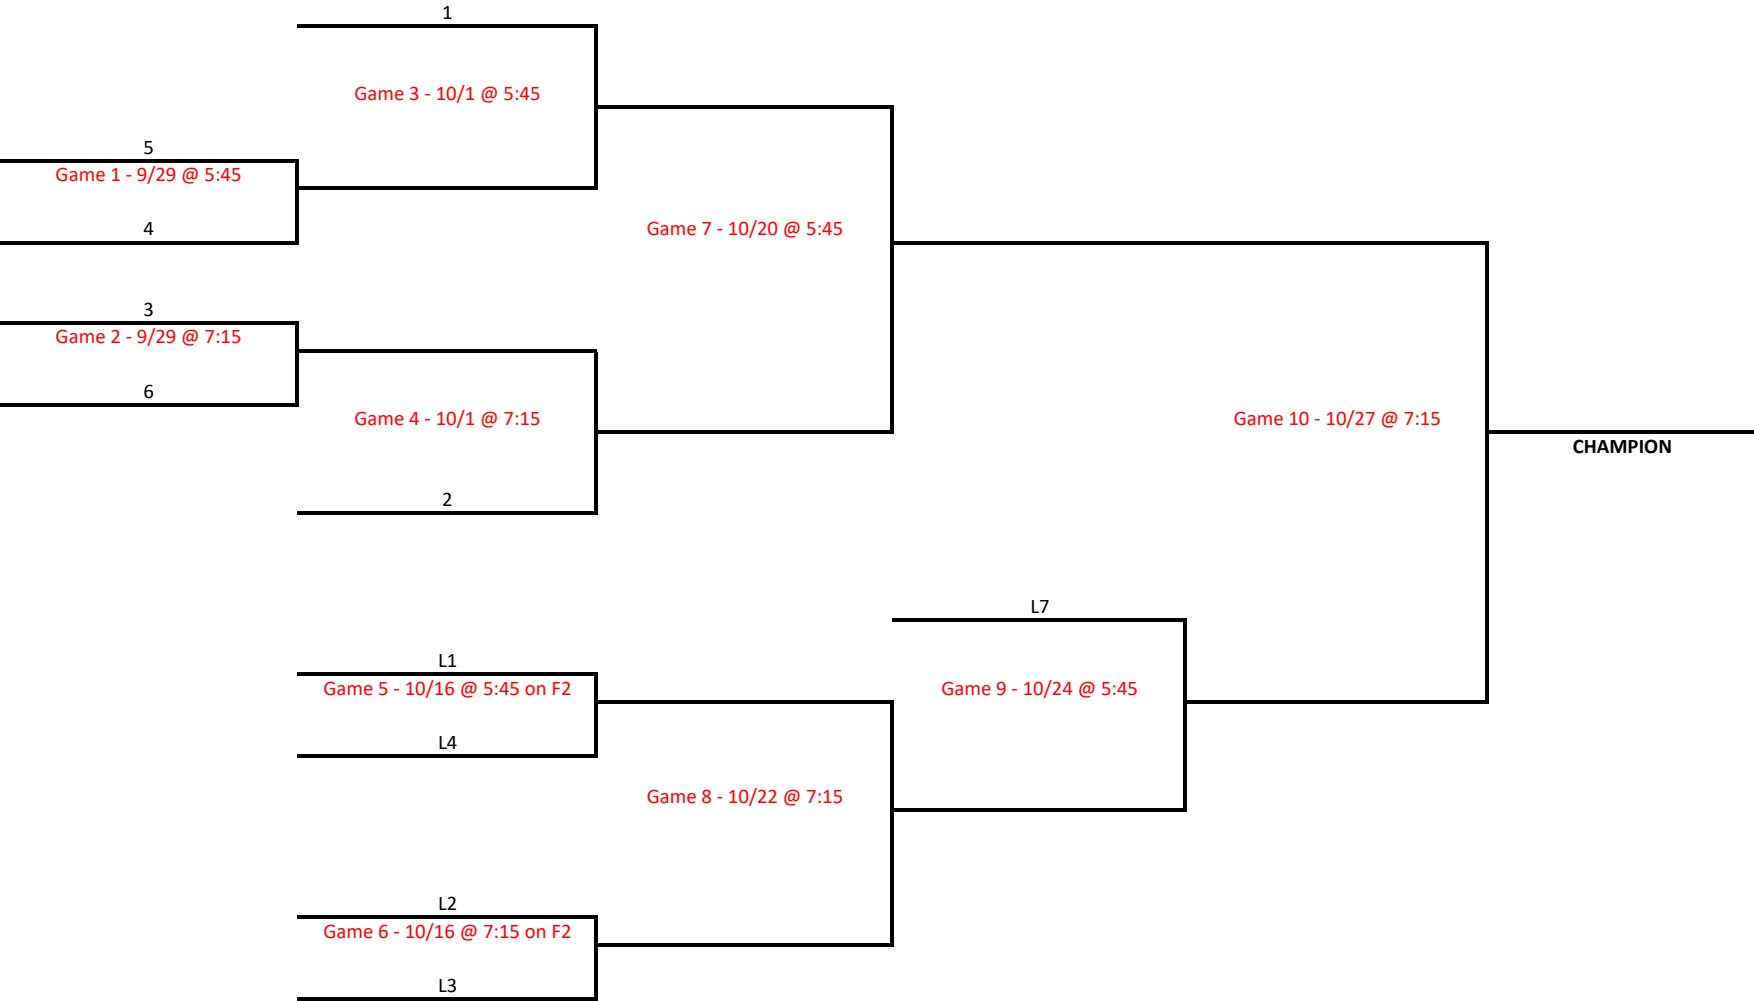 1
Game 3 - 10/1 @ 5:45
5
Game 1 - 9/29 @ 5:45
4
Game 7 - 10/20 @ 5:45
3
Game 2 - 9/29 @ 7:15
6
Game 4 - 10/1 @ 7:15
Game 10 - 10/27 @ 7:15
CHAMPION
2
L7
L1
Game 5 - 10/16 @ 5:45 on F2
Game 9 - 10/24 @ 5:45
L4
Game 8 - 10/22 @ 7:15
L2
Game 6 - 10/16 @ 7:15 on F2
L3